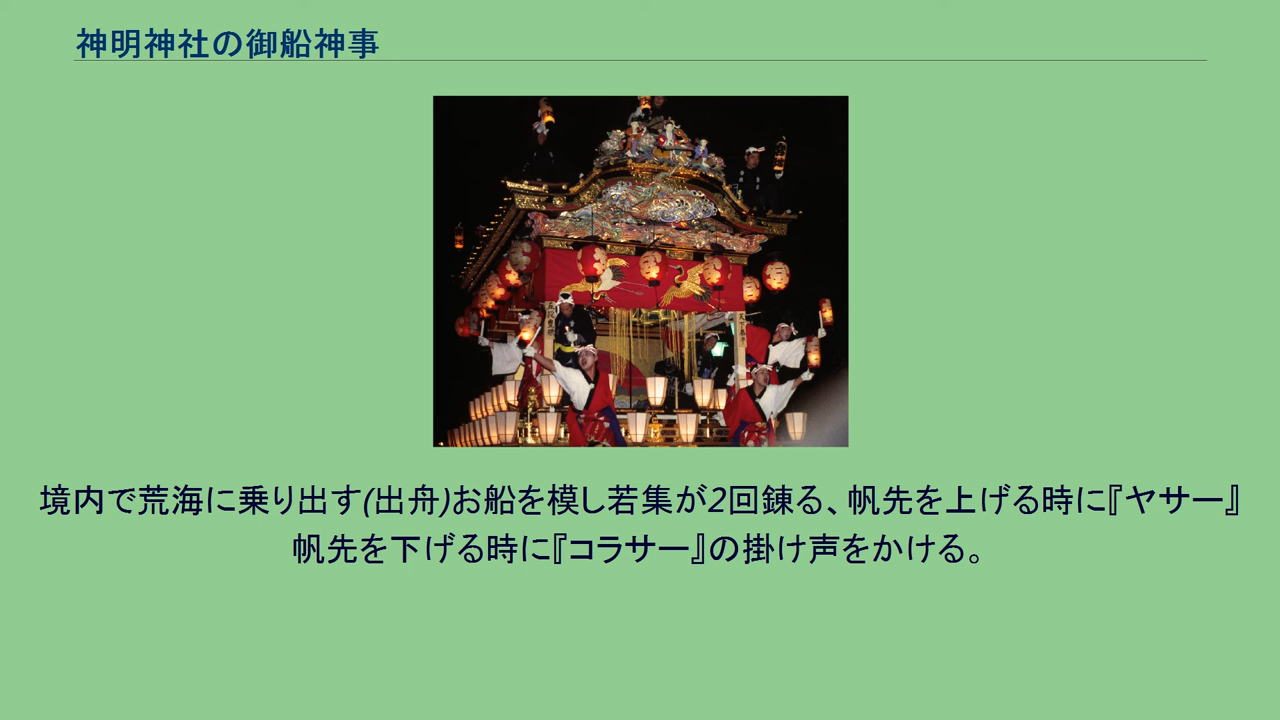 神明神社の御船神事
境内で荒海に乗り出す(出舟)お船を模し若集が2回錬る、帆先を上げる時に『ヤサー』
帆先を下げる時に『コラサー』の掛け声をかける。